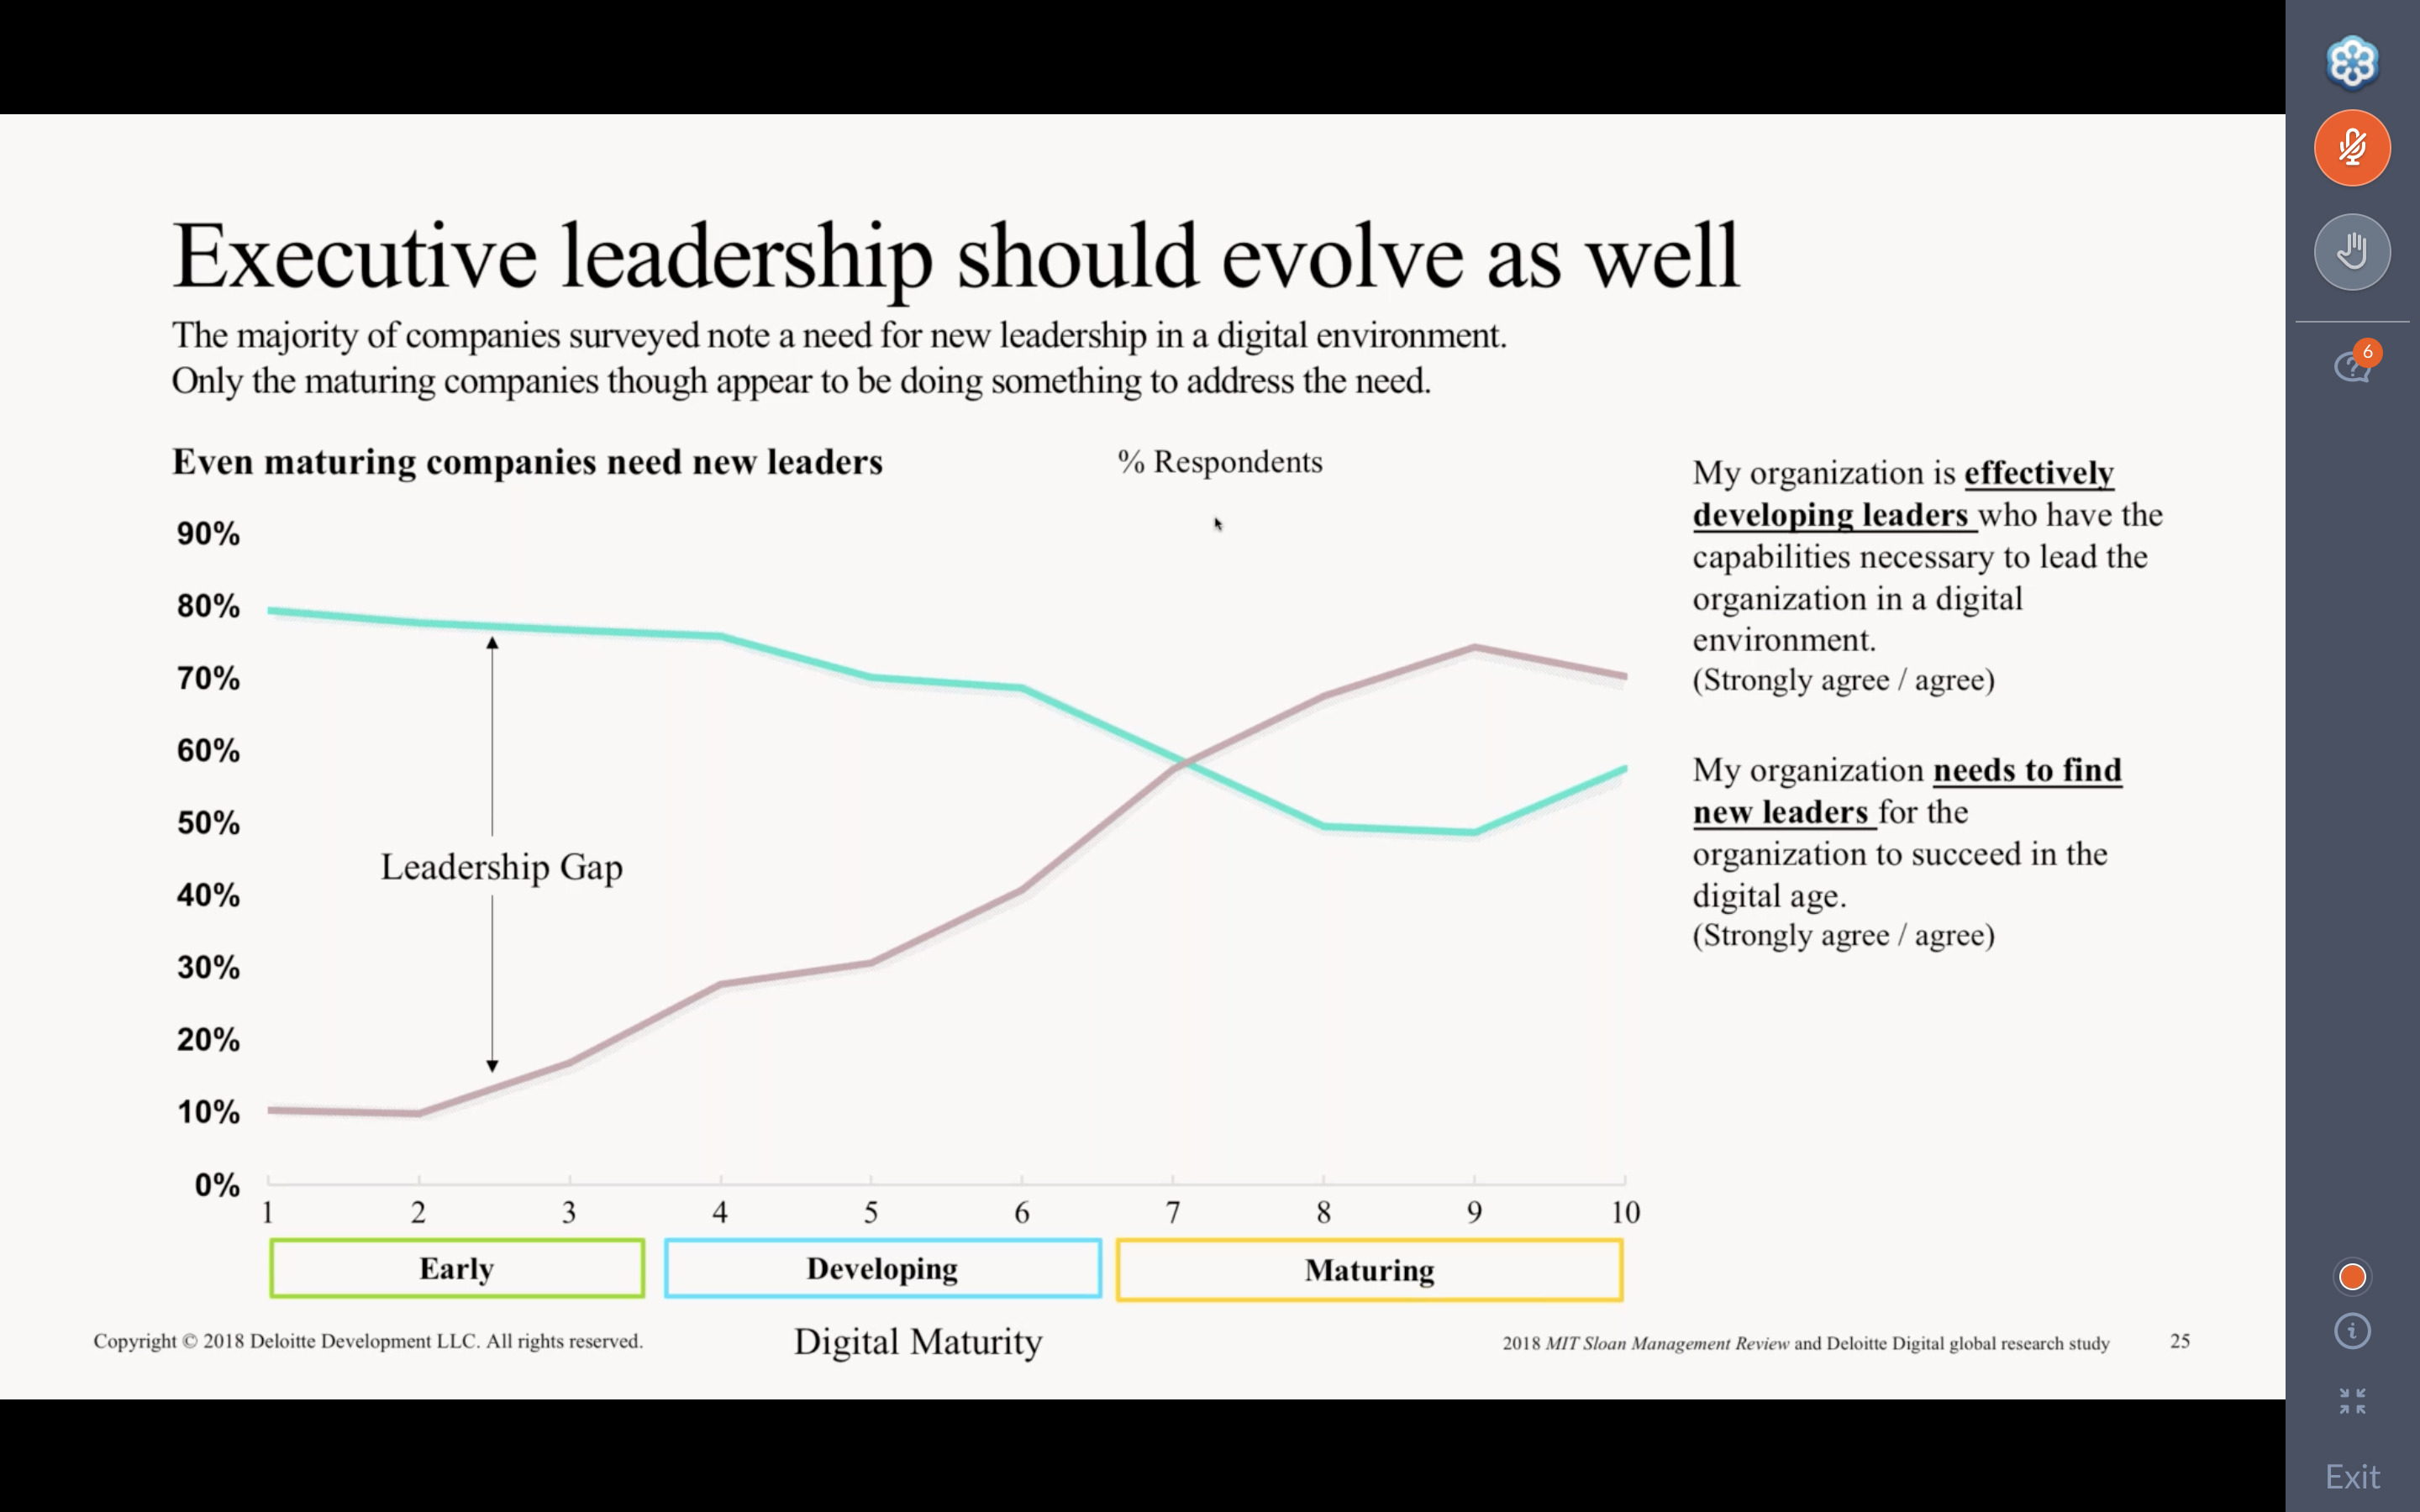 Executive leadership should evolve as well
The majority of companies surveyed note a need for new leadership in a digital environment.
Only the maturing companies though appear to be doing something to address the need.
Even maturing companies need new leaders
% Respondents
90%
80%
70%
60%
50%
40%
30%
20%
10%
0%
Leadership Gap
1 2 3 4 5 6 7 8 9 10
Early
Developing
Maturing
Digital Maturity
My organization is effectively
developing leaders who have the
capabilities necessary to lead the
organization in a digital
environment.
(Strongly agree / agree)
My organization needs to find
new leaders for the
organization to succeed in the
digital age.
(Strongly agree / agree)
Copyright © 2018 Deloitte Development LLC. All rights reserved.
2018 MIT Sloan Management Review and Deloitte Digital global research study
25
6
?
i
Exit